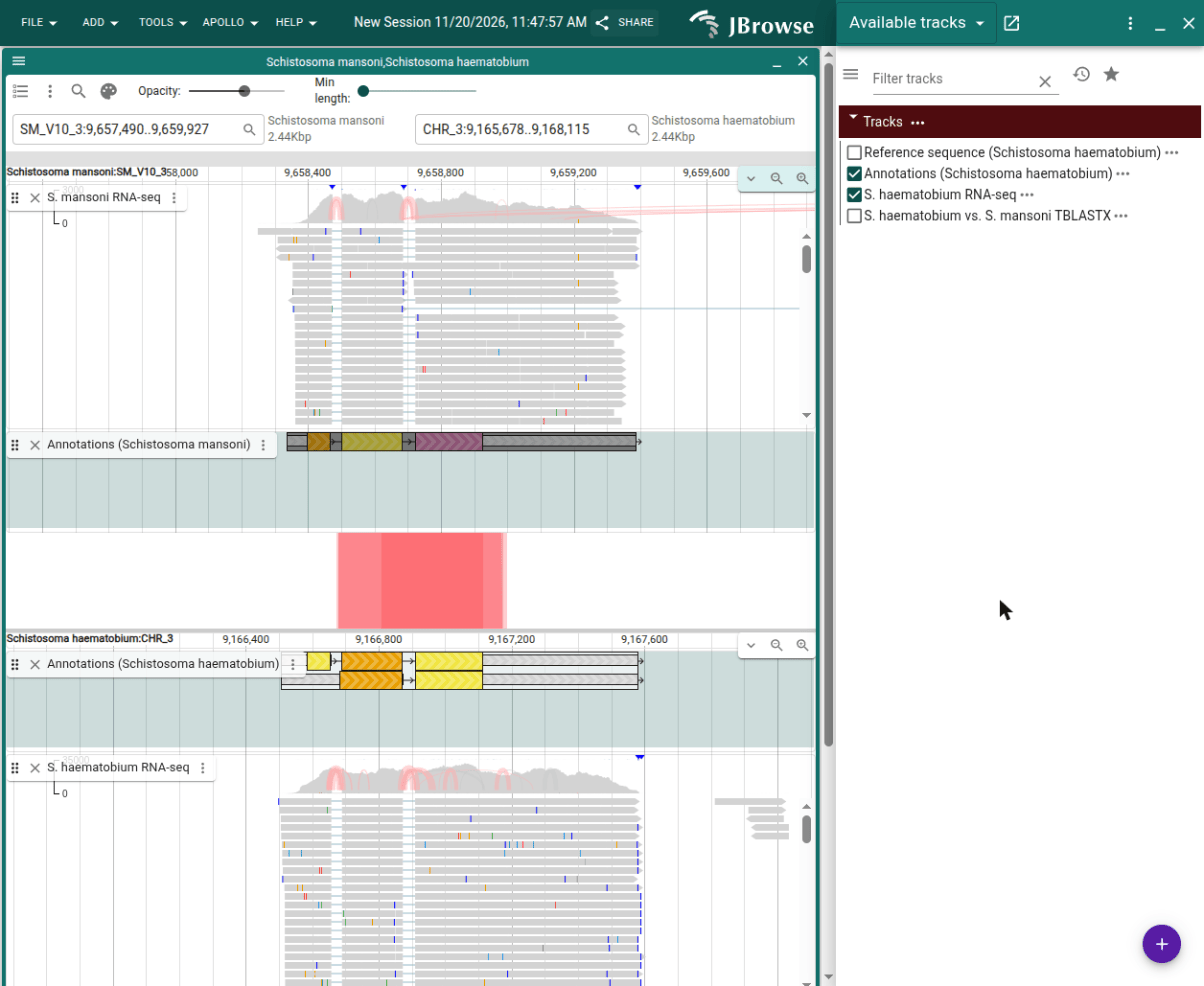 FILE ADD TOOLS APOLLO HELP New Session 11/20/2026, 11:47:57 AM SHARE JBrowse
Available tracks
Schistosoma mansoni,Schistosoma haematobium
Opacity:
Min length:
SM_V10_3:9,657,490..9,659,927
Schistosoma mansoni
2.44Kbp
CHR_3:9,165,678..9,168,115
Schistosoma haematobium
2.44Kbp
Schistosoma mansoni:SM_V10_3 58,000 9,658,400 9,658,800 9,659,200 9,659,600
3000
S. mansoni RNA-seq
0
Annotations (Schistosoma mansoni)
Schistosoma haematobium:CHR_3 9,166,400 9,166,800 9,167,200 9,167,600
Annotations (Schistosoma haematobium)
35000
S. haematobium RNA-seq
0
Filter tracks
Tracks
Reference sequence (Schistosoma haematobium)
Annotations (Schistosoma haematobium)
S. haematobium RNA-seq
S. haematobium vs. S. mansoni TBLASTX